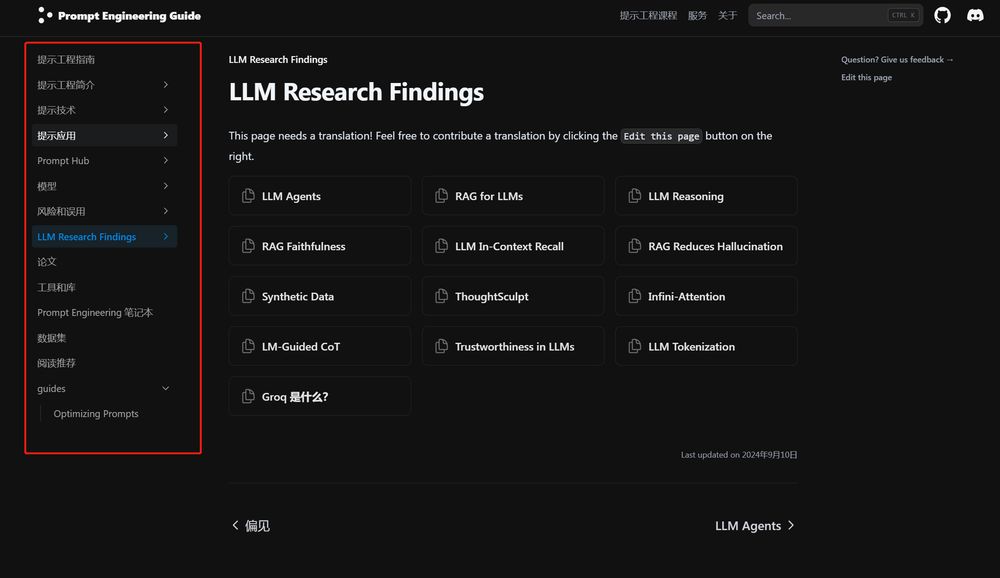 Prompt Engineering Guide
提示工程课程 服务 关于 Search... CTRL K
提示工程指南
提示工程简介
提示技术
提示应用
Prompt Hub
模型
风险和误用
LLM Research Findings
论文
工具和库
Prompt Engineering 笔记本
数据集
阅读推荐
guides
Optimizing Prompts
LLM Research Findings
LLM Research Findings
This page needs a translation! Feel free to contribute a translation by clicking the Edit this page button on the
right.
LLM Agents RAG for LLMs LLM Reasoning
RAG Faithfulness LLM In-Context Recall RAG Reduces Hallucination
Synthetic Data ThoughtSculpt Infini-Attention
LM-Guided CoT Trustworthiness in LLMs LLM Tokenization
Groq 是什么?
Last updated on 2024年9月10日
偏见 LLM Agents
Question? Give us feedback →
Edit this page